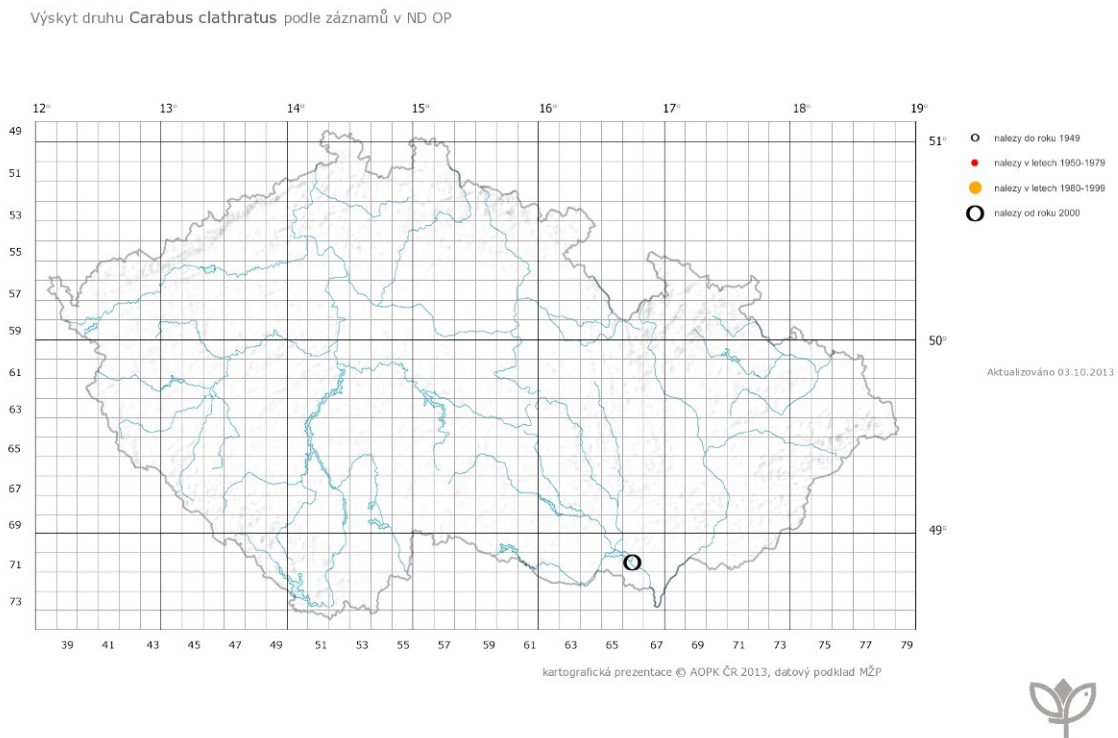 Výskyt druhu Carabus clathratus podle záznamů v ND OP
12° 13° 14° 15° 16° 17° 18° 19°
49
51°
nalezy do roku 1949
51
nalezy v letech 1950-1979
nalezy v letech 1980-1999
53
nalezy od roku 2000
55
57
59
50°
61
Aktualizováno 03.10.2013
63
65
67
69
49°
71
73
39 41 43 45 47 49 51 53 55 57 59 61 63 65 67 69 71 73 75 77 79
kartografická prezentace © AOPK ČR 2013, datový podklad MŽP